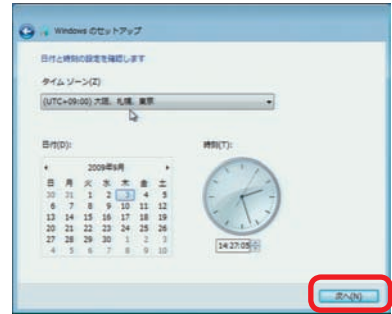 Windows のセットアップ
日付と時刻の設定を確認します
タイム ゾーン(Z)
(UTC+09:00) 大阪、札幌、東京
日付(D):
時刻(T):
2009年9月
日 月 火 水 木 金 土
30 31 1 2 3 4 5
6 7 8 9 10 11 12
13 14 15 16 17 18 19
20 21 22 23 24 25 26
27 28 29 30 1 2 3
4 5 6 7 8 9 10
14:27:05
次へ(N)